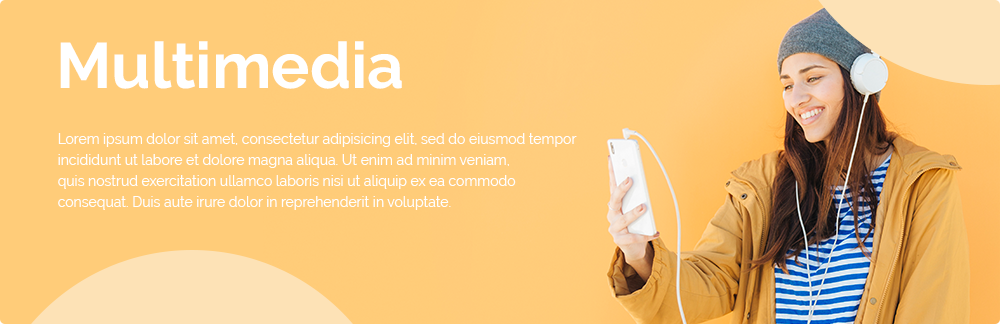 Multimedia
Lorem ipsum dolor sit amet, consectetur adipisicing elit, sed do eiusmod tempor
incididunt ut labore et dolore magna aliqua. Ut enim ad minim veniam,
quis nostrud exercitation ullamco laboris nisi ut aliquip ex ea commodo
consequat. Duis aute irure dolor in reprehenderit in voluptate.